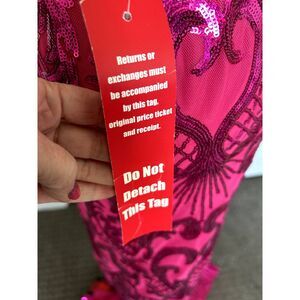 Returns or
exchanges must
be accompanied
by this tag,
original price ticket
and receipt.
Do Not
Detach
This Tag